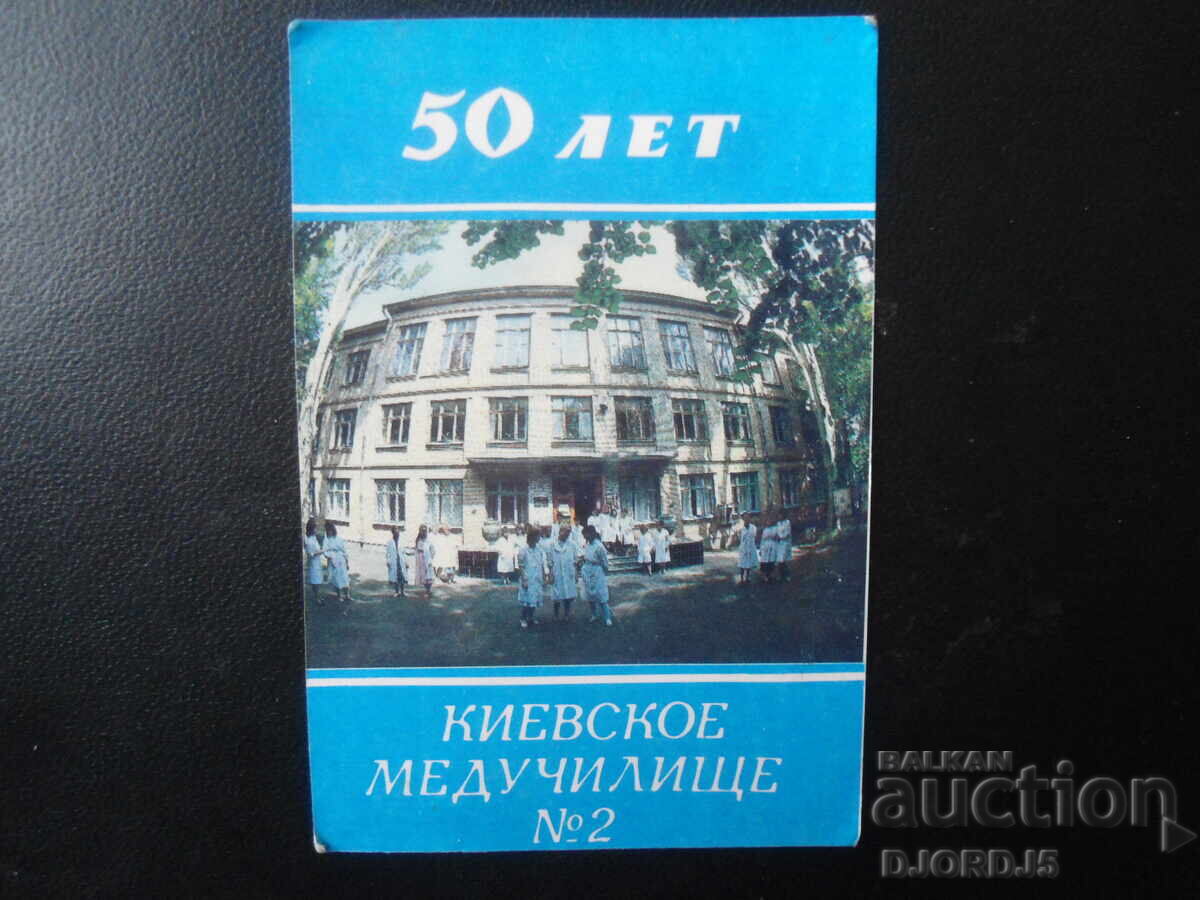 50 ЛЕТ
КИЕВСКОЕ
МЕДУЧИЛИЩЕ
№2
BALKAN
auction
DJORDJ5